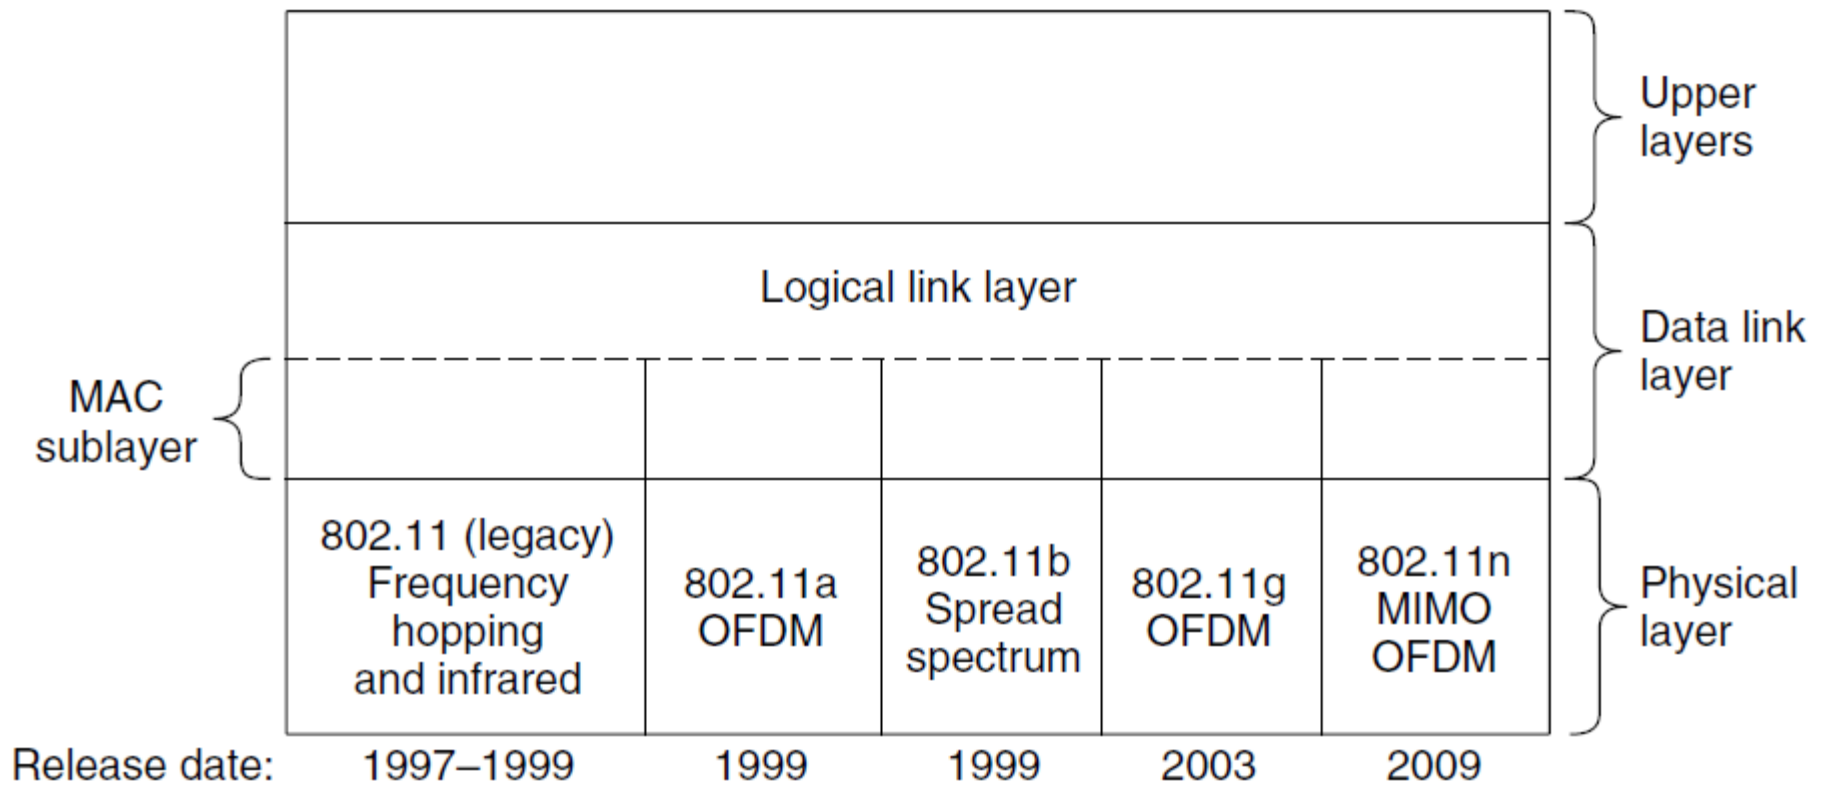 Upper
layers
Logical link layer
Data link
layer
MAC
sublayer
802.11 (legacy)
Frequency
hopping
and infrared
802.11a
OFDM
802.11b
Spread
spectrum
802.11g
OFDM
802.11n
MIMO
OFDM
Physical
layer
Release date: 1997–1999 1999 1999 2003 2009